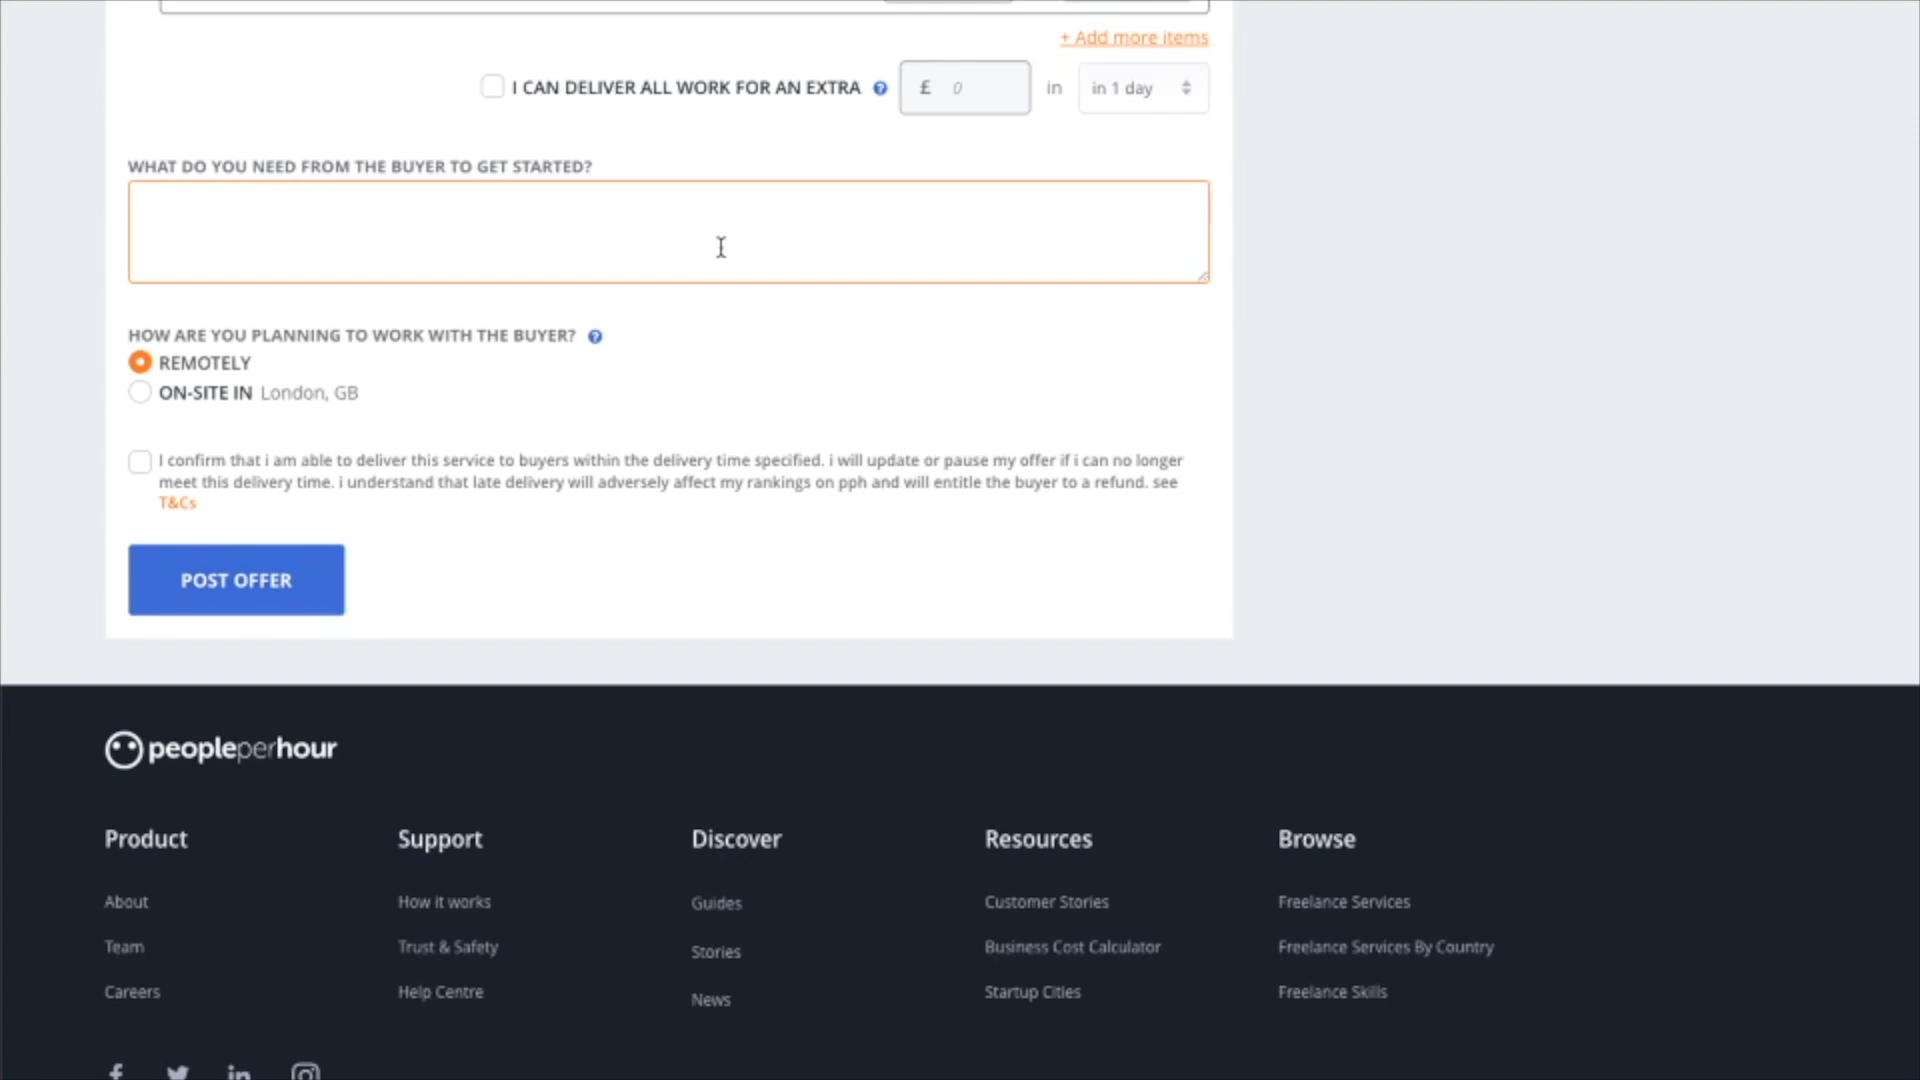 + Add more items
I CAN DELIVER ALL WORK FOR AN EXTRA ? £ 0 in in 1 day
WHAT DO YOU NEED FROM THE BUYER TO GET STARTED?
HOW ARE YOU PLANNING TO WORK WITH THE BUYER? ?
REMOTELY
ON-SITE IN London, GB
I confirm that i am able to deliver this service to buyers within the delivery time specified. i will update or pause my offer if i can no longer
meet this delivery time. i understand that late delivery will adversely affect my rankings on pph and will entitle the buyer to a refund. see
T&Cs
POST OFFER
peopleperhour
Product Support Discover Resources Browse
About How it works Guides Customer Stories Freelance Services
Team Trust & Safety Stories Business Cost Calculator Freelance Services By Country
Careers Help Centre News Startup Cities Freelance Skills